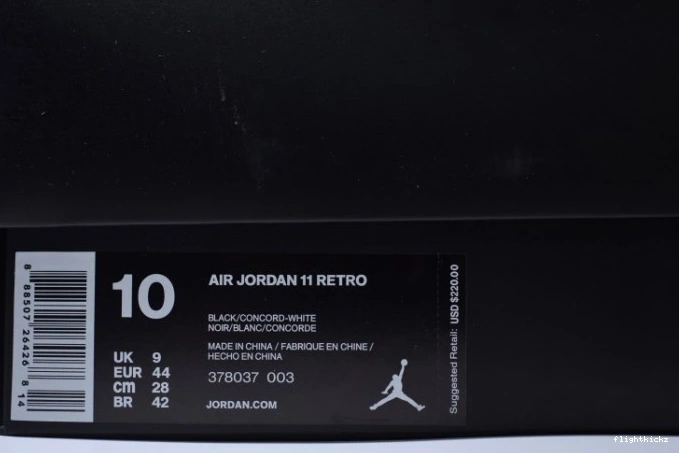 8 88507 26426 8 14
10
AIR JORDAN 11 RETRO
BLACK/CONCORD-WHITE
NOIR/BLANC/CONCORDE
MADE IN CHINA / FABRIQUE EN CHINE /
HECHO EN CHINA
378037 003
JORDAN.COM
UK 9
EUR 44
cm 28
BR 42
Suggested Retail: USD $220.00
flightkickz